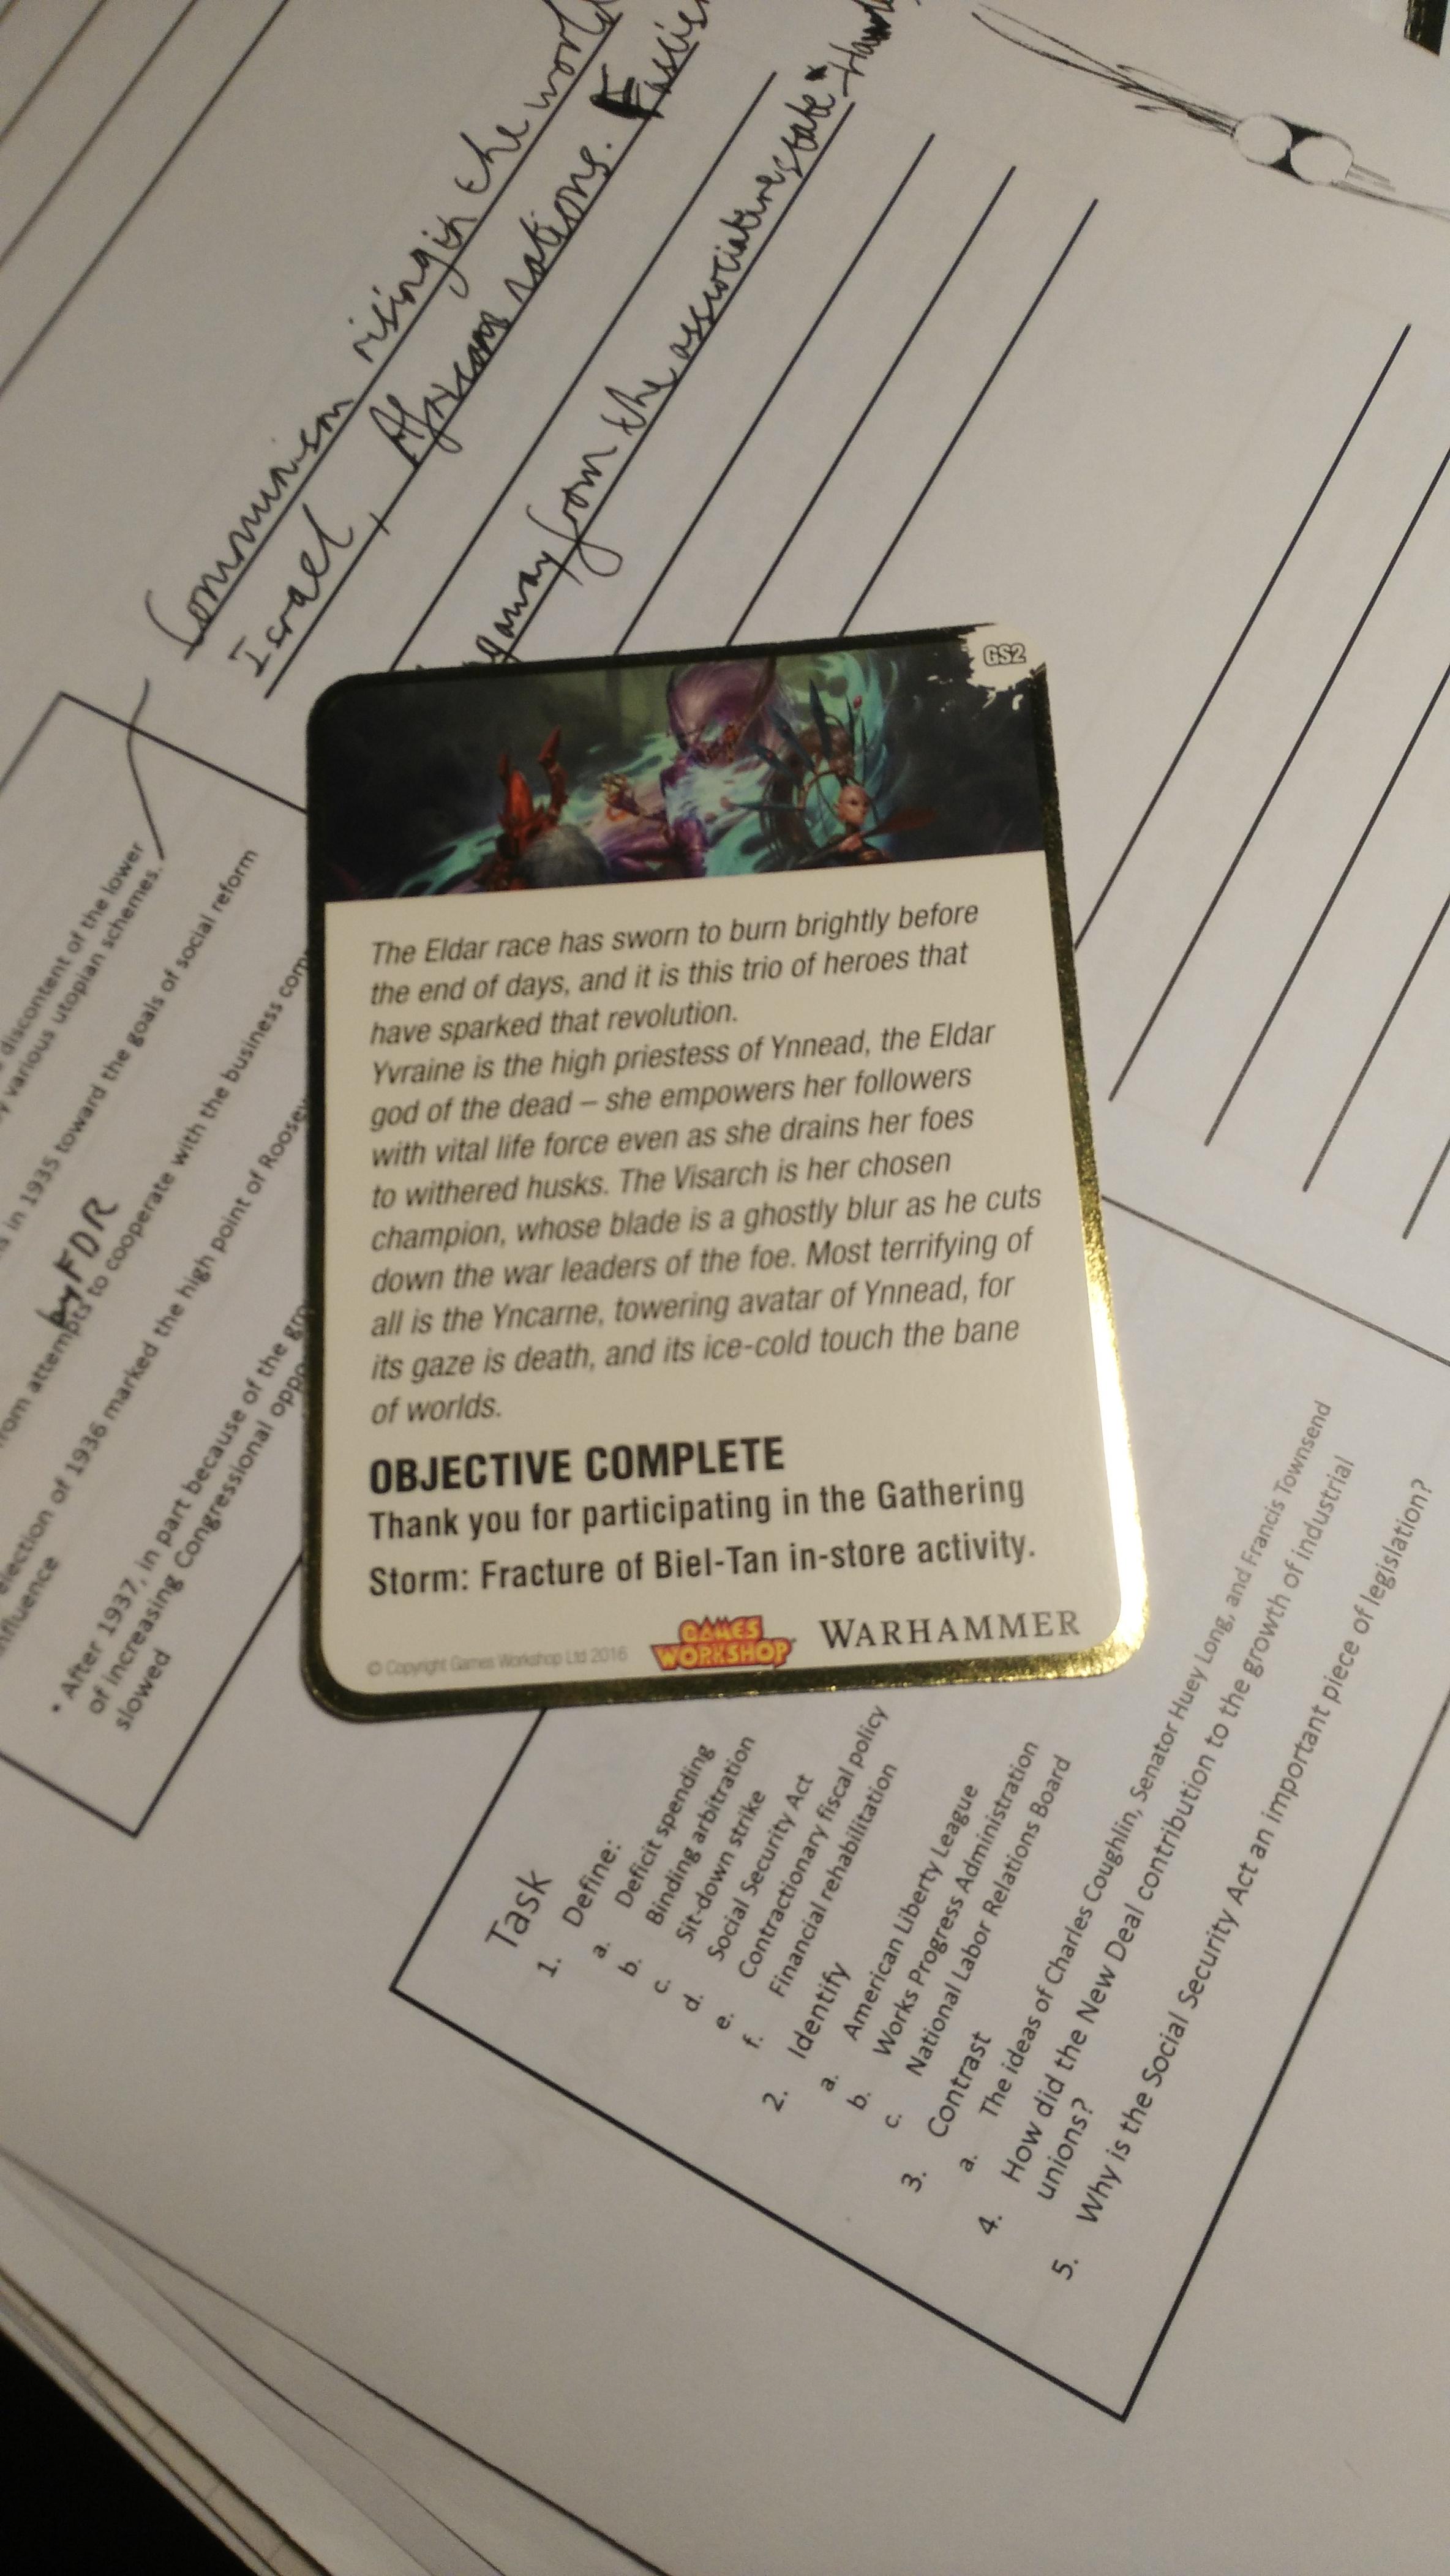 Communism rising in the world
Israel, African nations. Fascis
away from the associative state"
GS2
The Eldar race has sworn to burn brightly before
the end of days, and it is this trio of heroes that
have sparked that revolution.
Yvraine is the high priestess of Ynnead, the Eldar
god of the dead – she empowers her followers
with vital life force even as she drains her foes
to withered husks. The Visarch is her chosen
champion, whose blade is a ghostly blur as he cuts
down the war leaders of the foe. Most terrifying of
all is the Yncarne, towering avatar of Ynnead, for
its gaze is death, and its ice-cold touch the bane
of worlds.
OBJECTIVE COMPLETE
Thank you for participating in the Gathering
Storm: Fracture of Biel-Tan in-store activity.
© Copyright Games Workshop Ltd 2016
GAMES
WORKSHOP
WARHAMMER
discontent of the lower
various utopian schemes.
in 1935 toward the goals of social reform
by FDR
from attempts to cooperate with the business com
election of 1936 marked the high point of Roosev
influence
• After 1937, in part because of the gro
of increasing Congressional oppo
slowed
Task
1. Define:
a. Deficit spending
b. Binding arbitration
c. Sit-down strike
d. Social Security Act
e. Contractionary fiscal policy
f. Financial rehabilitation
2. Identify
a. American Liberty League
b. Works Progress Administration
c. National Labor Relations Board
3. Contrast
a. The ideas of Charles Coughlin, Senator Huey Long, and Francis Townsend
4. How did the New Deal contribution to the growth of industrial
unions?
5. Why is the Social Security Act an important piece of legislation?